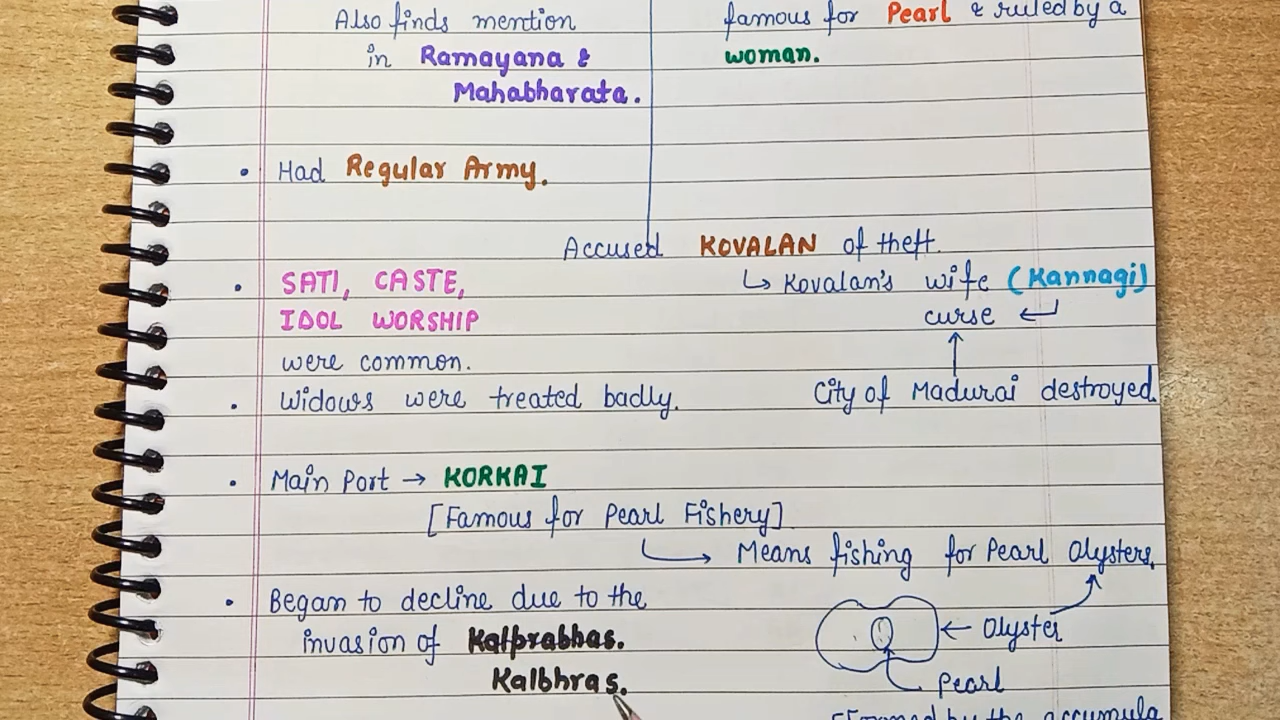 Also finds mention
in Ramayana &
Mahabharata.
famous for Pearl & ruled by a
woman.
• Had Regular Army.
Accused KOVALAN of theft.
↳ Kovalan's wife (Kannagi)
curse ↵
↑
City of Madurai destroyed.
• SATI, CASTE,
IDOL WORSHIP
were common.
• Widows were treated badly.
• Main Port → KORKAI
[Famous for Pearl Fishery]
↳ Means fishing for Pearl Olysters.
← Olyster
Pearl
• Began to decline due to the
invasion of Kalprabhas.
Kalbhras.